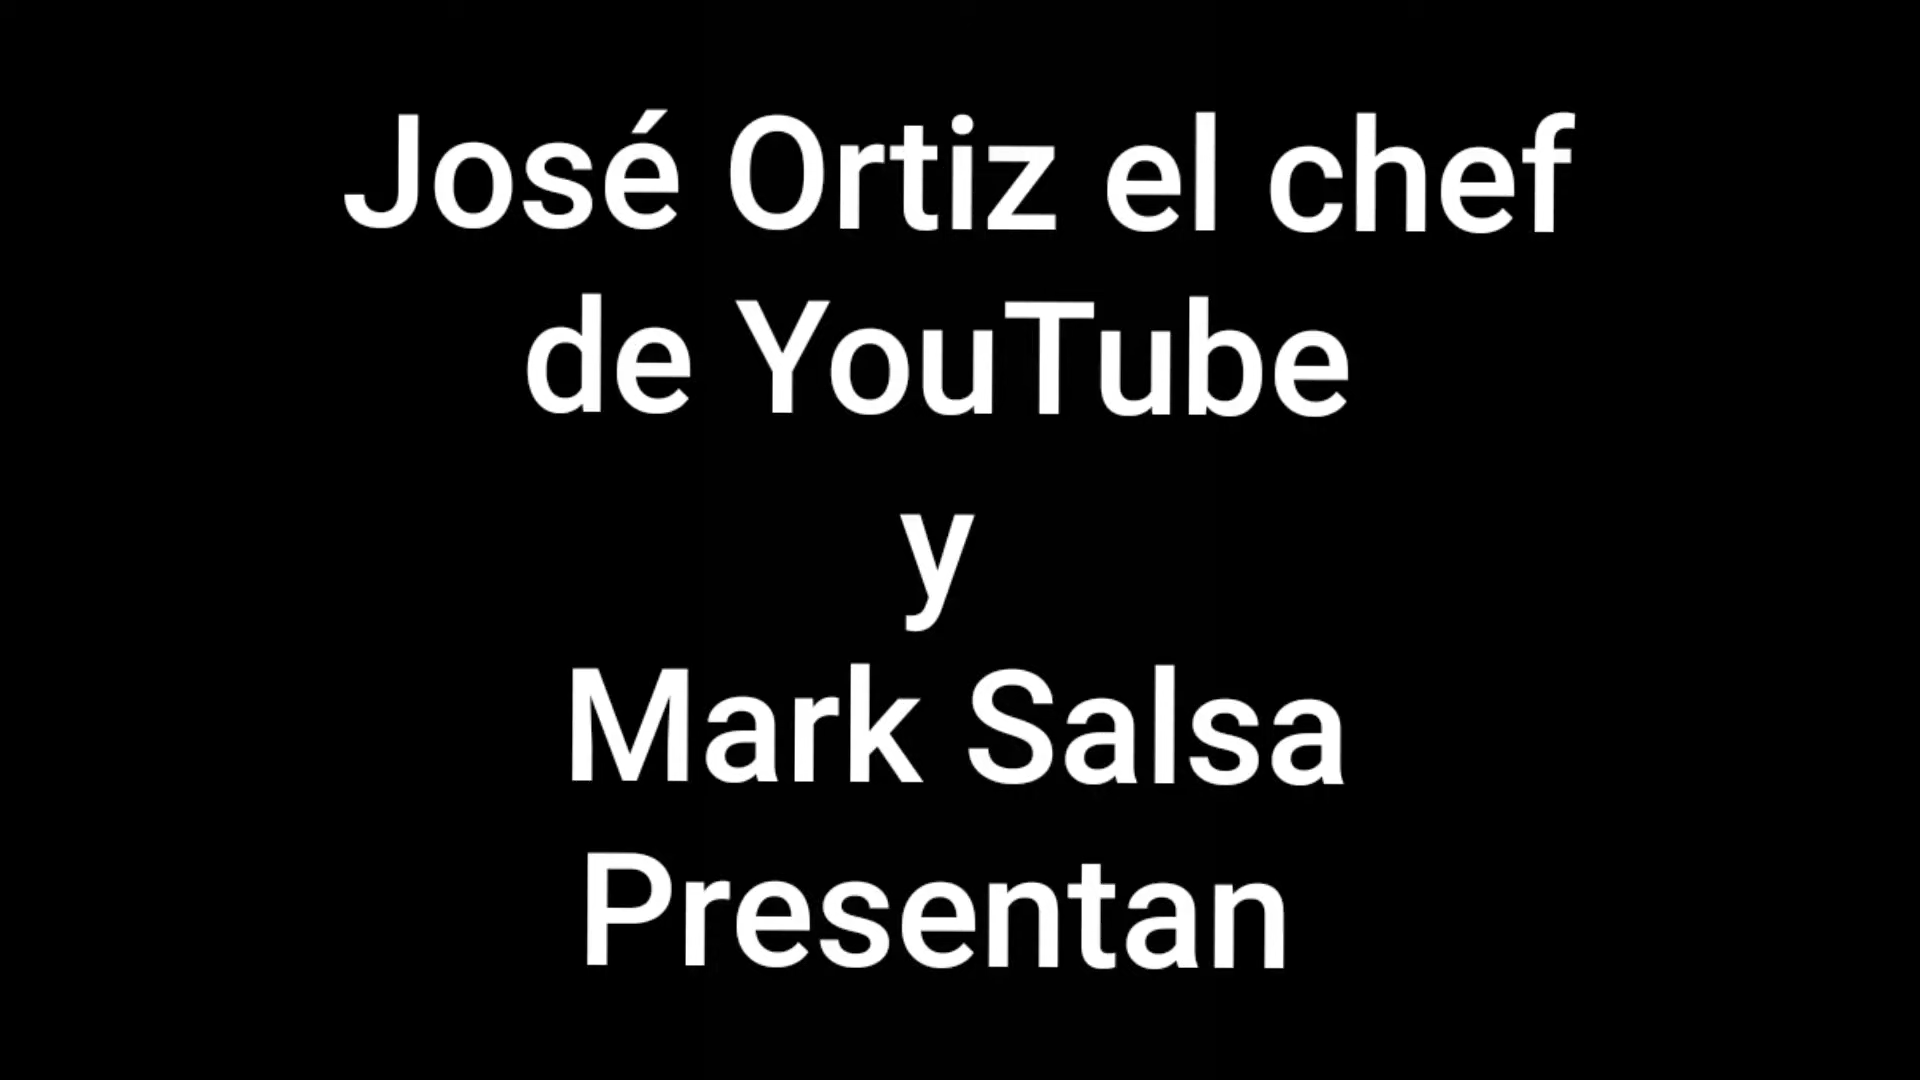 José Ortiz el chef
de YouTube
y
Mark Salsa
Presentan